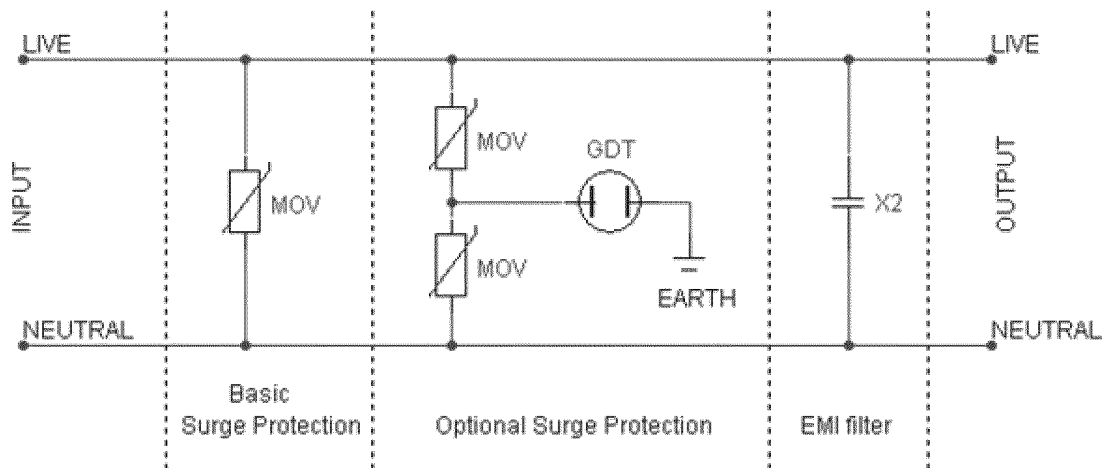 LIVE
LIVE
INPUT
MOV
MOV
GDT
X2
OUTPUT
MOV
EARTH
NEUTRAL
NEUTRAL
Basic
Surge Protection
Optional Surge Protection
EMI filter